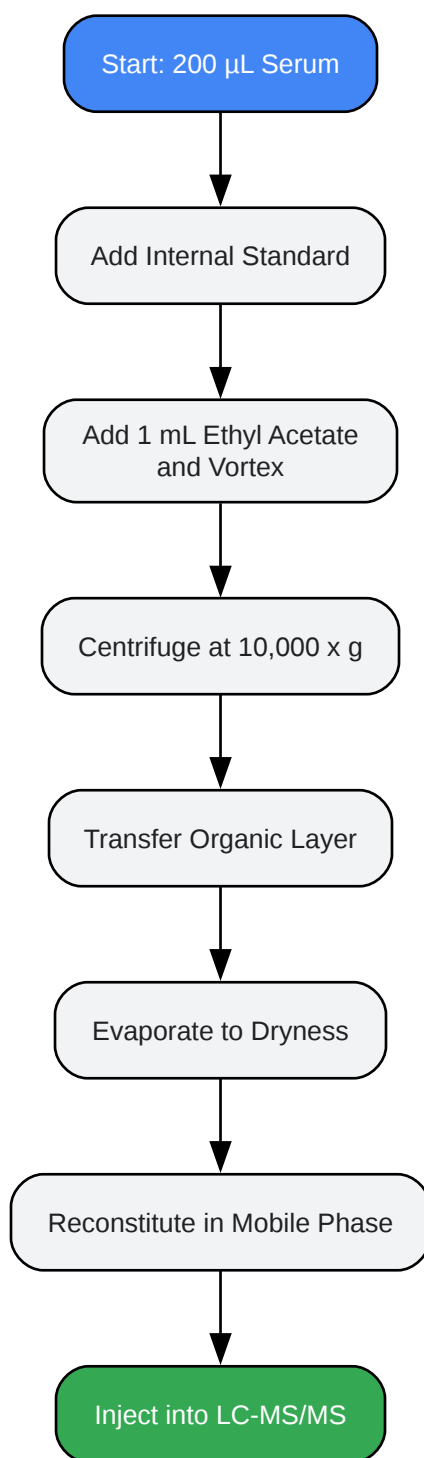 Start: 200 µL Serum
Add Internal Standard
Add 1 mL Ethyl Acetate
and Vortex
Centrifuge at 10,000 x g
Transfer Organic Layer
Evaporate to Dryness
Reconstitute in Mobile Phase
Inject into LC-MS/MS